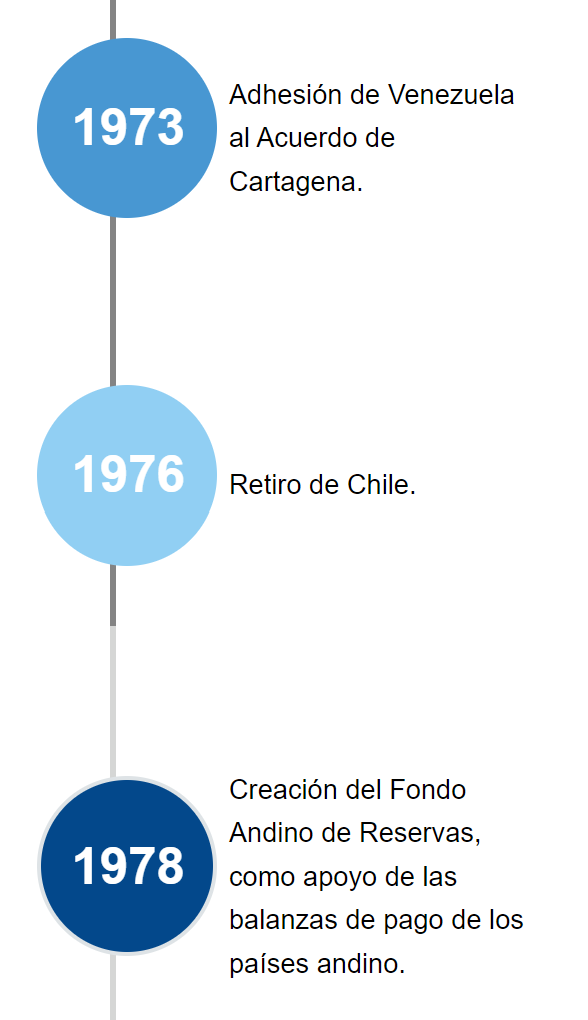 1973
Adhesión de Venezuela
al Acuerdo de
Cartagena.
1976
Retiro de Chile.
1978
Creación del Fondo
Andino de Reservas,
como apoyo de las
balanzas de pago de los
países andino.